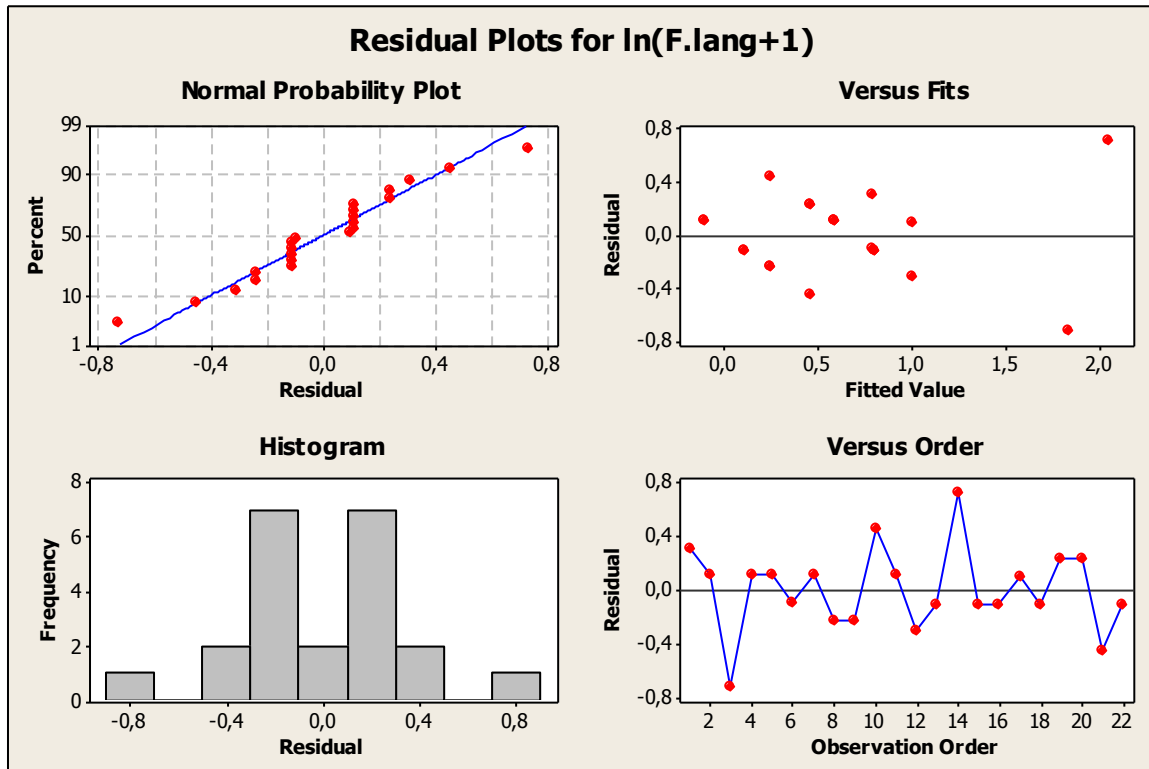 Residual Plots for ln(F.lang+1)
Normal Probability Plot
99
90
50
10
1
Percent
-0,8 -0,4 0,0 0,4 0,8
Residual
Versus Fits
0,8
0,4
0,0
-0,4
-0,8
Residual
0,0 0,5 1,0 1,5 2,0
Fitted Value
Histogram
8
6
4
2
0
Frequency
-0,8 -0,4 0,0 0,4 0,8
Residual
Versus Order
0,8
0,4
0,0
-0,4
-0,8
Residual
2 4 6 8 10 12 14 16 18 20 22
Observation Order